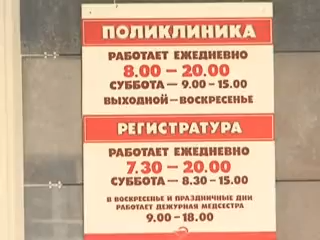 ПОЛИКЛИНИКА
РАБОТАЕТ ЕЖЕДНЕВНО
8.00 – 20.00
СУББОТА – 9.00 - 15.00
ВЫХОДНОЙ – ВОСКРЕСЕНЬЕ
РЕГИСТРАТУРА
РАБОТАЕТ ЕЖЕДНЕВНО
7.30 – 20.00
СУББОТА – 8.30 - 15.00
В ВОСКРЕСЕНЬЕ И ПРАЗДНИЧНЫЕ ДНИ
РАБОТАЕТ ДЕЖУРНАЯ МЕДСЕСТРА
9.00 - 18.00